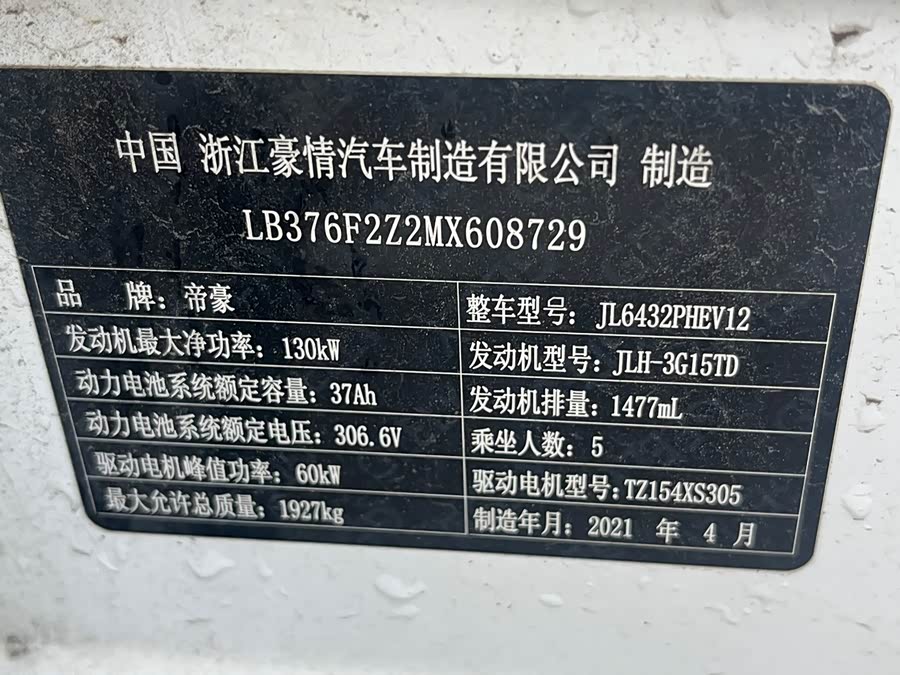 中国 浙江豪情汽车制造有限公司 制造
LB376F2Z2MX608729
品 牌：帝豪 整车型号：JL6432PHEV12
发动机最大净功率：130kW 发动机型号：JLH-3G15TD
动力电池系统额定容量：37Ah 发动机排量：1477mL
动力电池系统额定电压：306.6V 乘坐人数：5
驱动电机峰值功率：60kW 驱动电机型号：TZ154XS305
最大允许总质量：1927kg 制造年月：2021 年 4 月